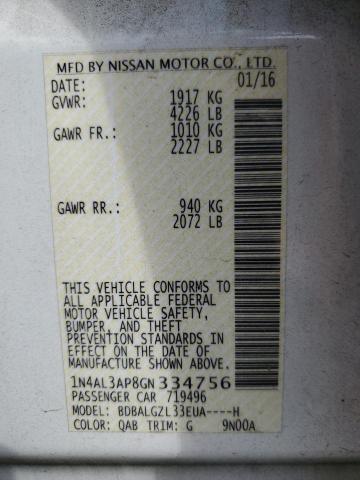 MFD BY NISSAN MOTOR CO., LTD.
DATE: 01/16
GVWR: 1917 KG
4226 LB
GAWR FR.: 1010 KG
2227 LB
GAWR RR.: 940 KG
2072 LB
THIS VEHICLE CONFORMS TO
ALL APPLICABLE FEDERAL
MOTOR VEHICLE SAFETY,
BUMPER, AND THEFT
PREVENTION STANDARDS IN
EFFECT ON THE DATE OF
MANUFACTURE SHOWN ABOVE.
1N4AL3AP8GN334756
PASSENGER CAR 719496
MODEL: BDBALGZL33EUA----H
COLOR: QAB TRIM: G 9N00A